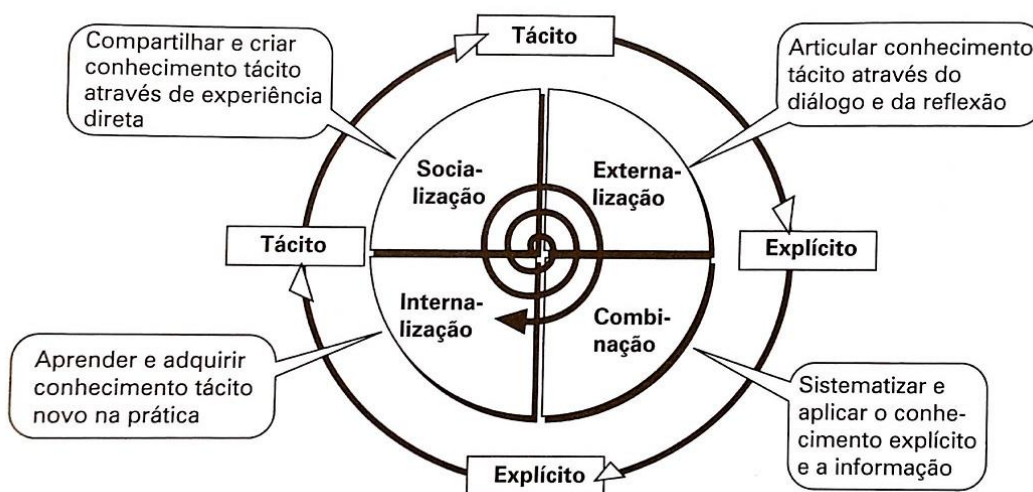 Tácito
Compartilhar e criar
conhecimento tácito
através de experiência
direta
Articular conhecimento
tácito através do
diálogo e da reflexão
Socia-
lização
Externa-
lização
Tácito
Explícito
Interna-
lização
Combi-
nação
Aprender e adquirir
conhecimento tácito
novo na prática
Sistematizar e
aplicar o conhe-
cimento explícito
e a informação
Explícito